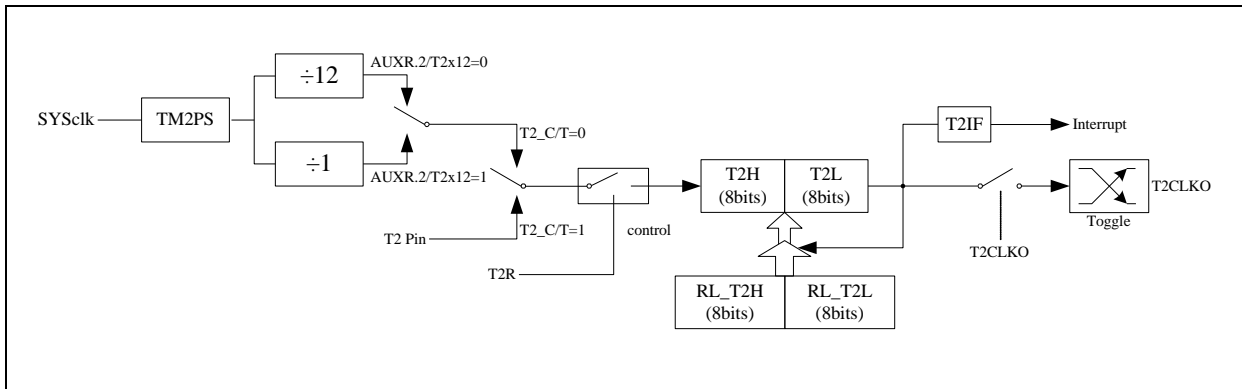 SYSclk
TM2PS
÷12
÷1
AUXR.2/T2x12=0
AUXR.2/T2x12=1
T2_C/T=0
T2_C/T=1
T2 Pin
T2R
control
T2H
(8bits)
T2L
(8bits)
RL_T2H
(8bits)
RL_T2L
(8bits)
T2IF
Interrupt
T2CLKO
Toggle
T2CLKO